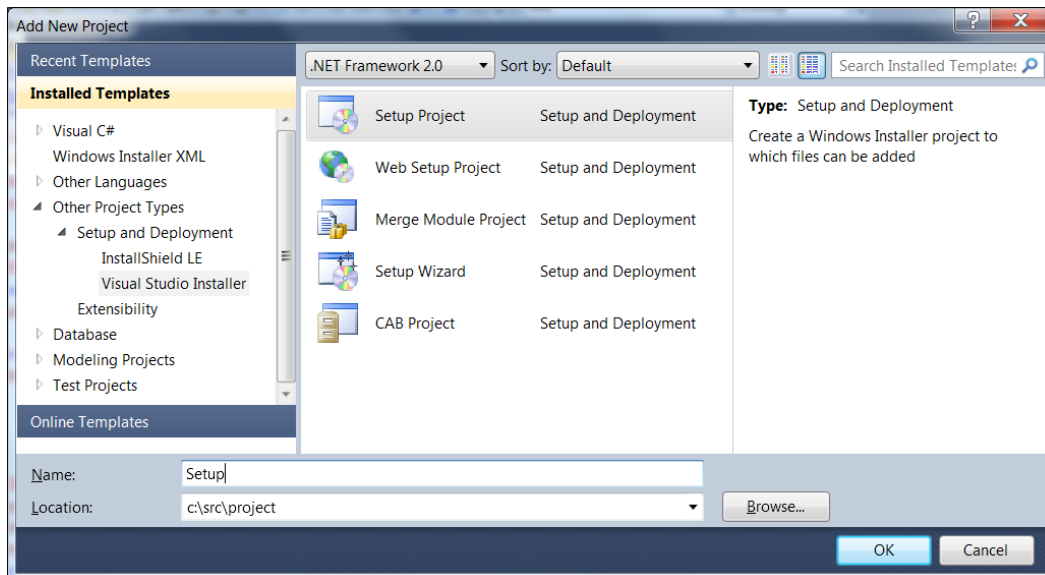 Add New Project
Recent Templates
.NET Framework 2.0
Sort by:
Default
Search Installed Templates
Installed Templates
Visual C#
Windows Installer XML
Other Languages
Other Project Types
Setup and Deployment
InstallShield LE
Visual Studio Installer
Extensibility
Database
Modeling Projects
Test Projects
Online Templates
Setup Project Setup and Deployment
Web Setup Project Setup and Deployment
Merge Module Project Setup and Deployment
Setup Wizard Setup and Deployment
CAB Project Setup and Deployment
Type: Setup and Deployment
Create a Windows Installer project to
which files can be added
Name: Setup
Location: c:\src\project
Browse...
OK
Cancel